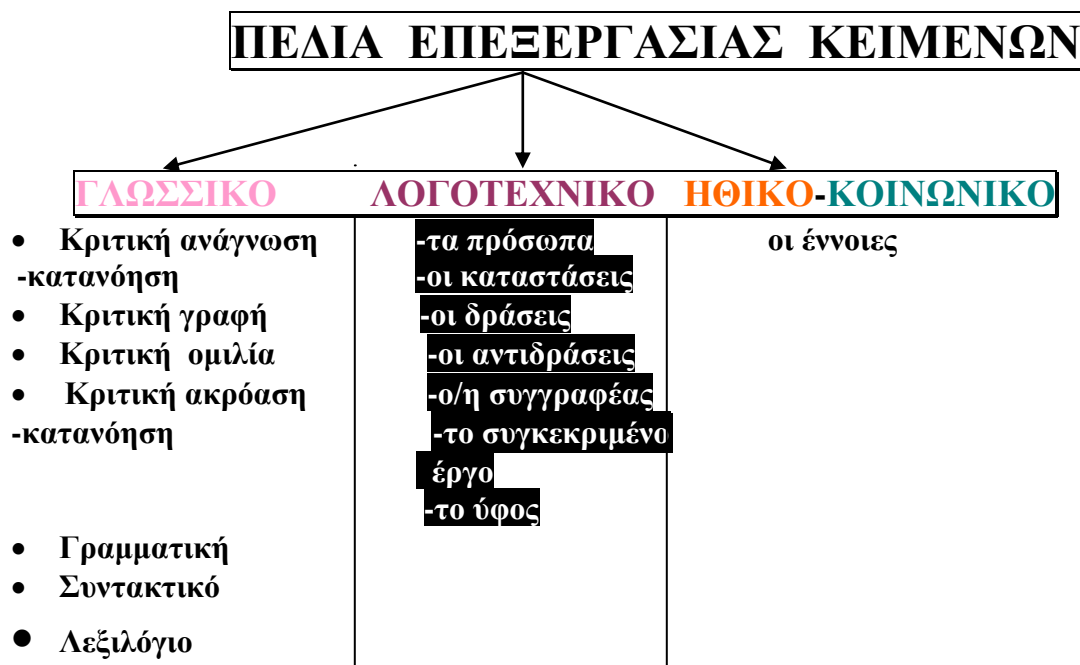 ΠΕΔΙΑ ΕΠΕΞΕΡΓΑΣΙΑΣ ΚΕΙΜΕΝΩΝ
ΓΛΩΣΣΙΚΟ ΛΟΓΟΤΕΧΝΙΚΟ ΗΘΙΚΟ-ΚΟΙΝΩΝΙΚΟ
• Κριτική ανάγνωση
-κατανόηση
• Κριτική γραφή
• Κριτική ομιλία
• Κριτική ακρόαση
-κατανόηση
• Γραμματική
• Συντακτικό
• Λεξιλόγιο
-τα πρόσωπα
-οι καταστάσεις
-οι δράσεις
-οι αντιδράσεις
-ο/η συγγραφέας
-το συγκεκριμένο
έργο
-το ύφος
οι έννοιες